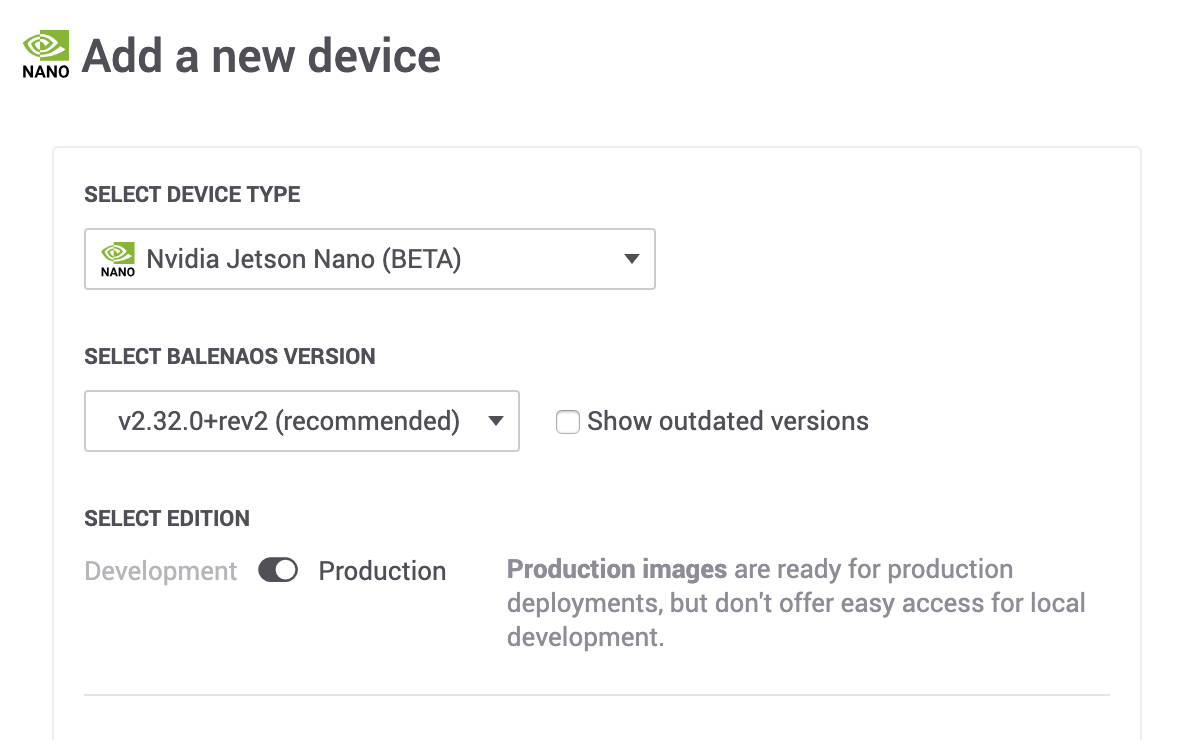 NANO Add a new device
SELECT DEVICE TYPE
NANO Nvidia Jetson Nano (BETA)
SELECT BALENAOS VERSION
v2.32.0+rev2 (recommended) Show outdated versions
SELECT EDITION
Development Production Production images are ready for production
deployments, but don't offer easy access for local
development.